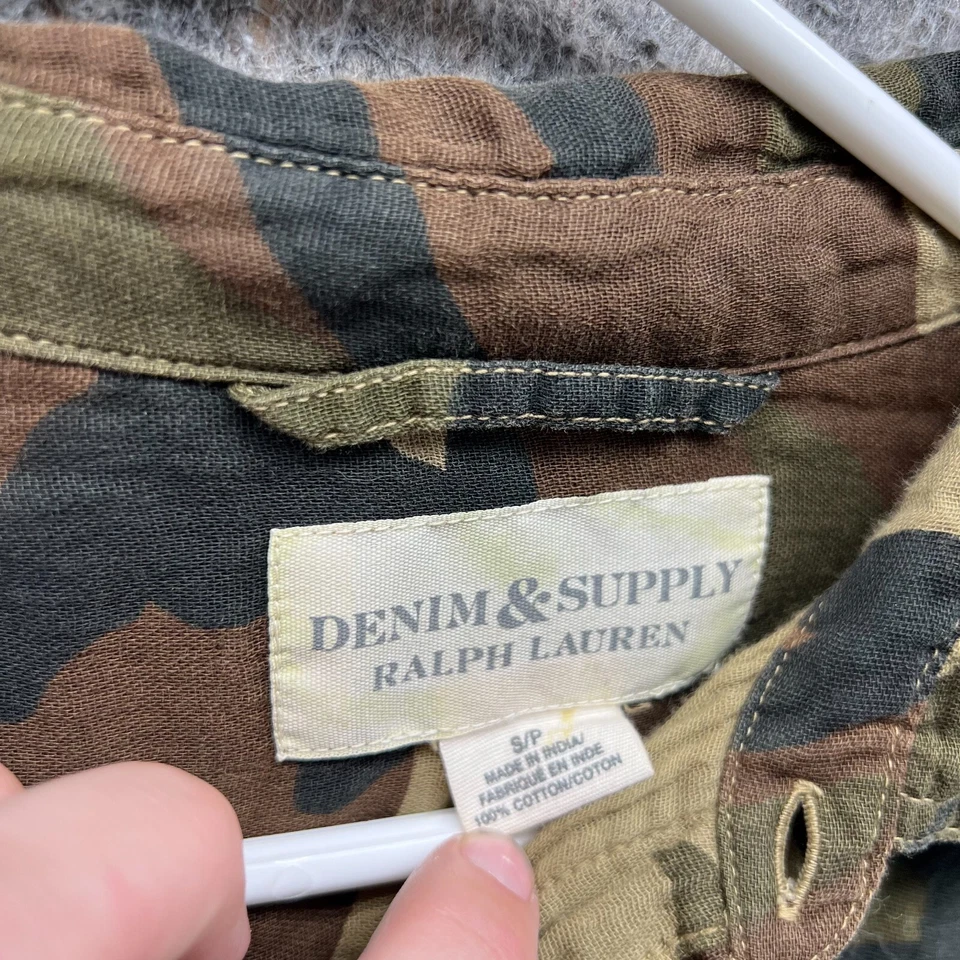 DENIM & SUPPLY
RALPH LAUREN
S/P
MADE IN INDIA/
FABRIQUÉ EN INDE
100% COTTON/COTON